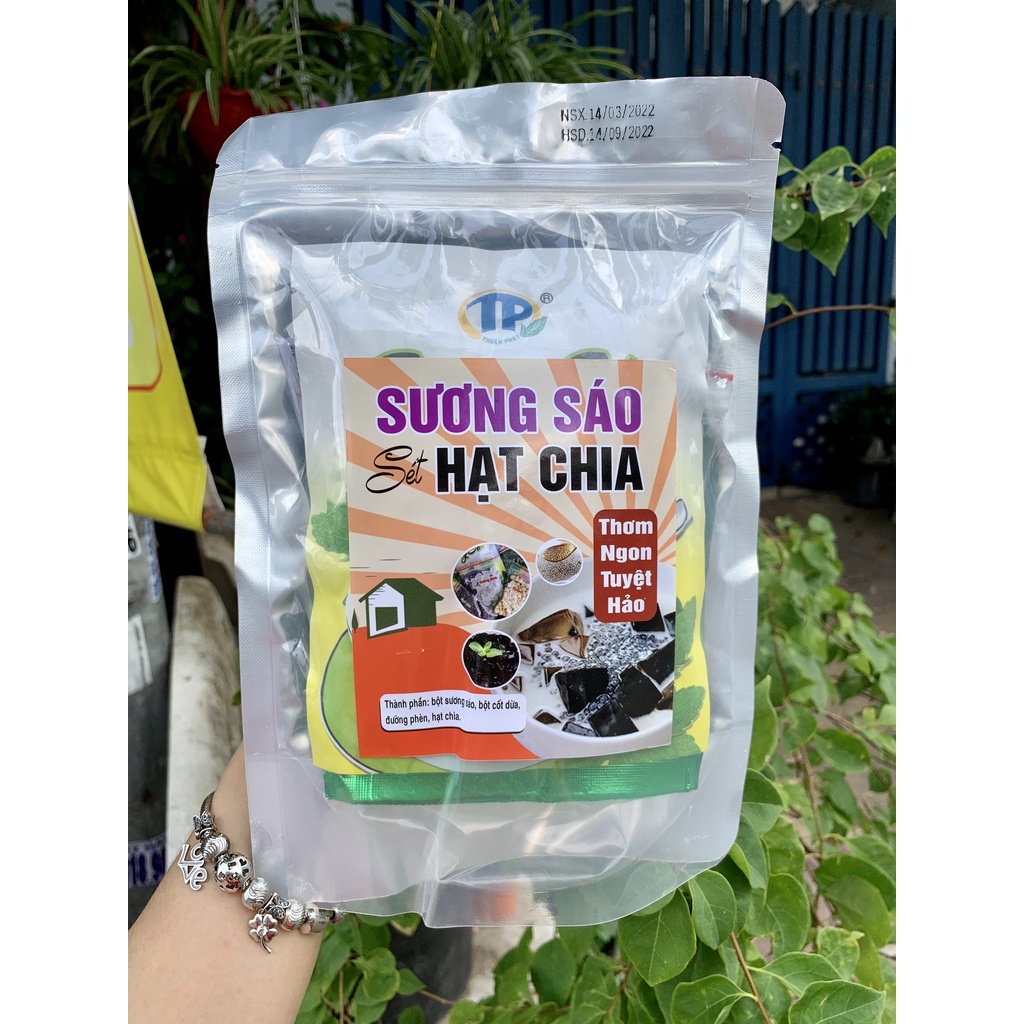 NSX.14/03/2022
HSD.14/09/2022
TP®
THUẬN PHÁT
SƯƠNG SÁO
Sét HẠT CHIA
Thơm
Ngon
Tuyệt
Hảo
Thành phần: bột sương sáo, bột cốt dừa,
đường phèn, hạt chia.
LOVE